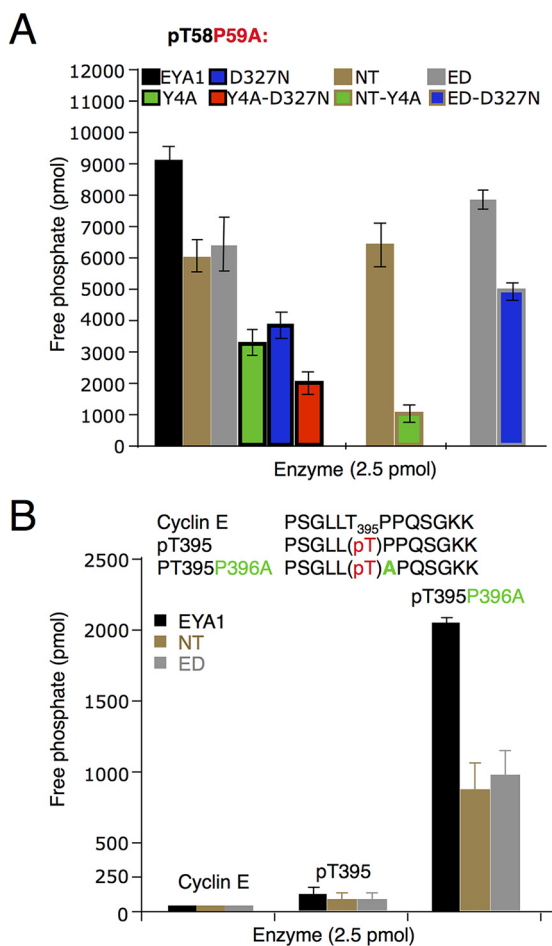 A
pT58P59A:
EYA1 D327N NT ED
Y4A Y4A-D327N NT-Y4A ED-D327N
Free phosphate (pmol)
12000
11000
10000
9000
8000
7000
6000
5000
4000
3000
2000
1000
0
Enzyme (2.5 pmol)
B
Cyclin E PSGLLT395PPQSGKK
pT395 PSGLL(pT)PPQSGKK
PT395P396A PSGLL(pT)APQSGKK
pT395P396A
EYA1
NT
ED
Free phosphate (pmol)
2500
2000
1500
1000
500
250
0
Cyclin E
pT395
Enzyme (2.5 pmol)